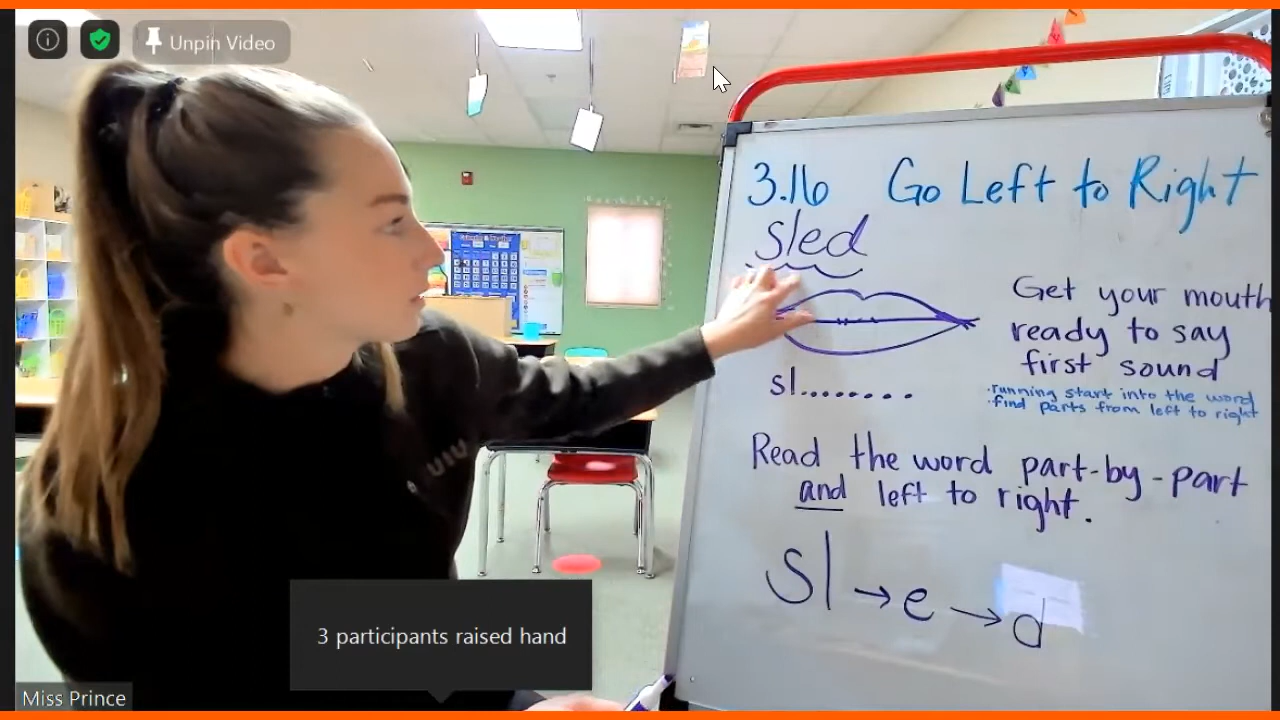 Unpin Video
3.16 Go Left to Right
sled
Get your mouth
ready to say
first sound
·running start into the word
·find parts from left to right
sl........
Read the word part-by-part
and left to right.
sl → e → d
3 participants raised hand
Miss Prince